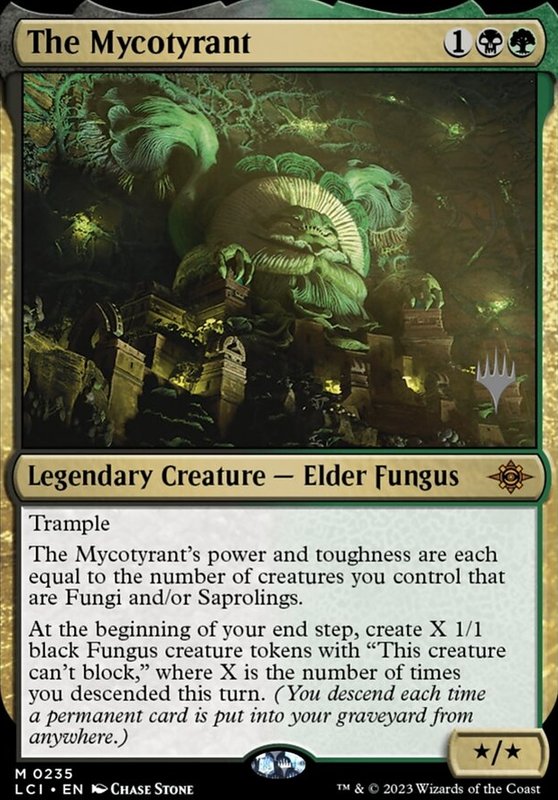 The Mycotyrant 1
Legendary Creature — Elder Fungus
Trample
The Mycotyrant's power and toughness are each
equal to the number of creatures you control that
are Fungi and/or Saprolings.
At the beginning of your end step, create X 1/1
black Fungus creature tokens with “This creature
can't block,” where X is the number of times
you descended this turn. (You descend each time
a permanent card is put into your graveyard from
anywhere.)
★/★
M 0235
LCI • EN Chase Stone
™ & © 2023 Wizards of the Coast